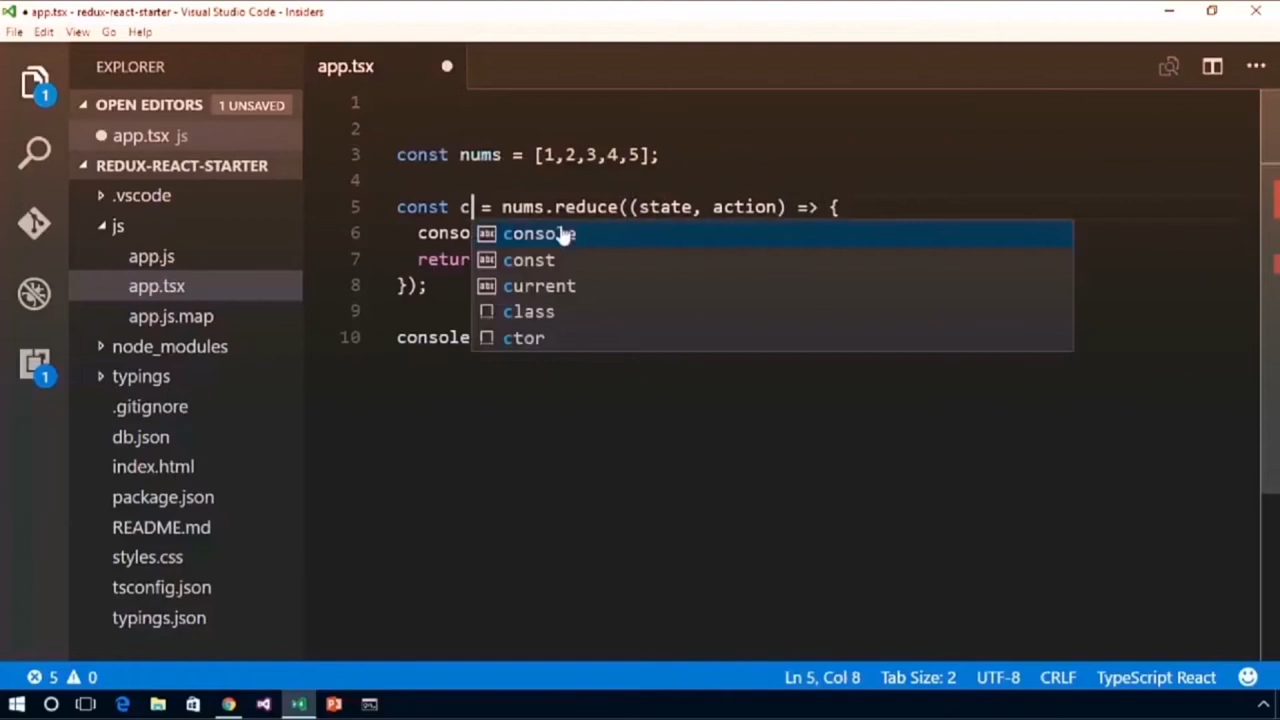 app.tsx - redux-react-starter - Visual Studio Code - Insiders
File Edit View Go Help
EXPLORER
OPEN EDITORS 1 UNSAVED
app.tsx js
REDUX-REACT-STARTER
.vscode
js
app.js
app.tsx
app.js.map
node_modules
typings
.gitignore
db.json
index.html
package.json
README.md
styles.css
tsconfig.json
typings.json
1
1
app.tsx
1
2
3 const nums = [1,2,3,4,5];
4
5 const c = nums.reduce((state, action) => {
6 conso
7 retur
8 });
9
10 console
console
const
current
class
ctor
5 0 Ln 5, Col 8 Tab Size: 2 UTF-8 CRLF TypeScript React